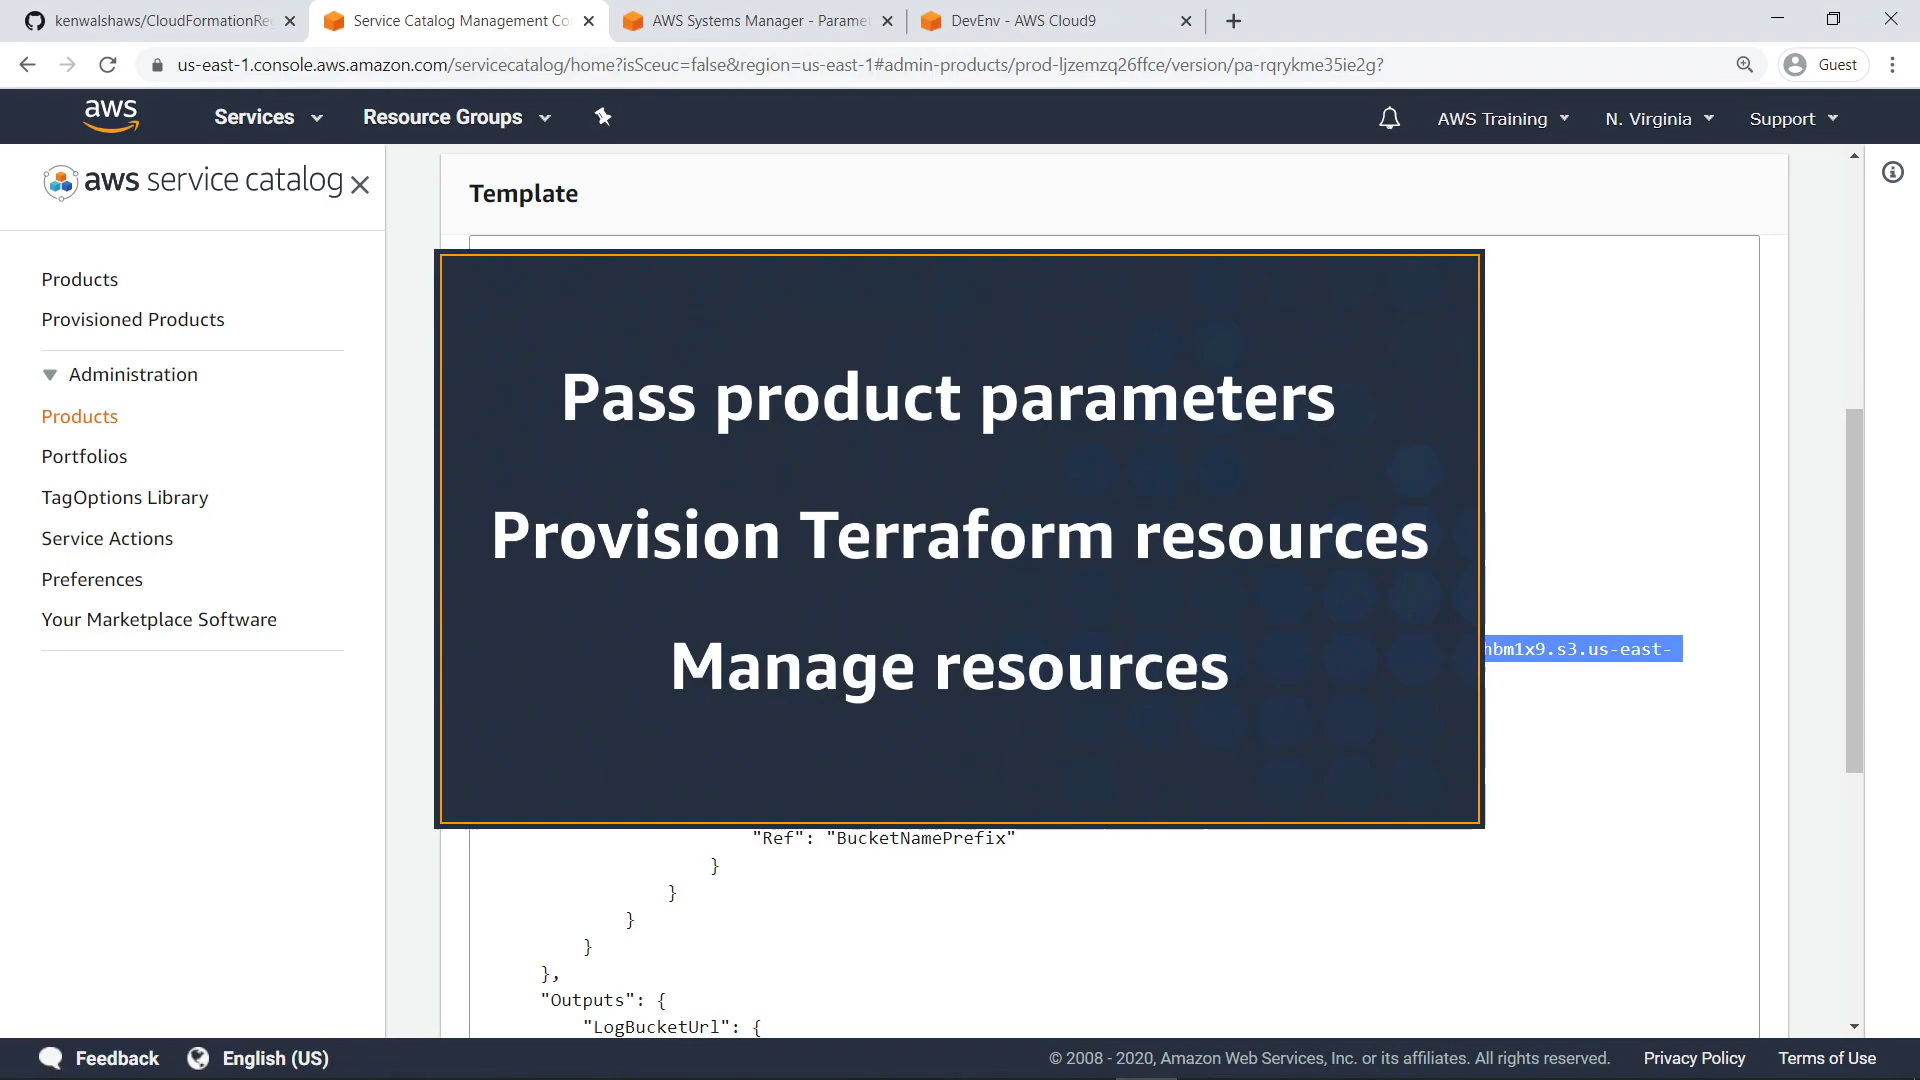 kenwalshaws/CloudFormationRe
Service Catalog Management Co
AWS Systems Manager - Parame
DevEnv - AWS Cloud9
us-east-1.console.aws.amazon.com/servicecatalog/home?isSceuc=false&region=us-east-1#admin-products/prod-ljzemzq26ffce/version/pa-rqrykme35ie2g?
Guest
aws
Services
Resource Groups
AWS Training
N. Virginia
Support
aws service catalog
Template
Products
Provisioned Products
Administration
Products
Portfolios
TagOptions Library
Service Actions
Preferences
Your Marketplace Software
Pass product parameters
Provision Terraform resources
Manage resources
hbm1x9.s3.us-east-
"Ref": "BucketNamePrefix"
}
}
}
}
},
"Outputs": {
"LogBucketUrl": {
Feedback
English (US)
© 2008 - 2020, Amazon Web Services, Inc. or its affiliates. All rights reserved.
Privacy Policy
Terms of Use